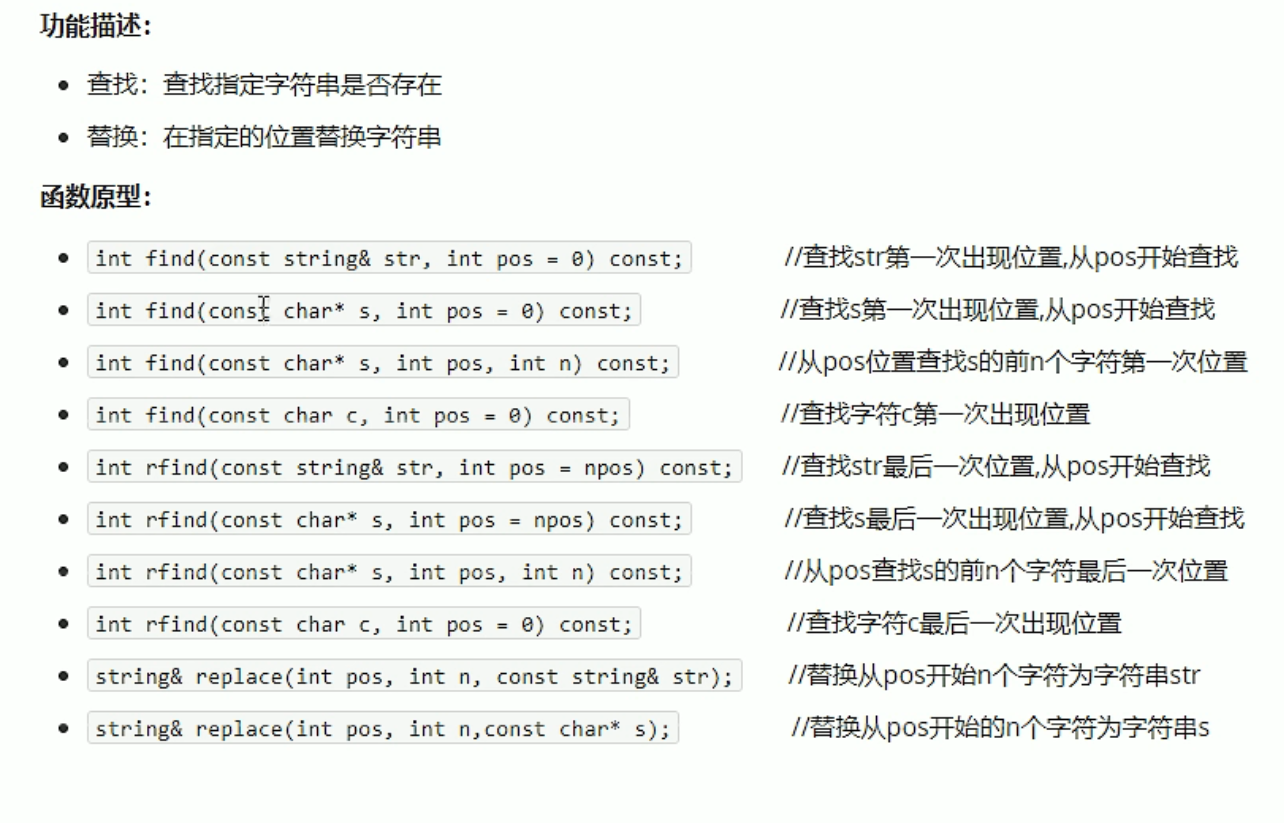 功能描述：
查找：查找指定字符串是否存在
替换：在指定的位置替换字符串
函数原型：
int find(const string& str, int pos = 0) const; //查找str第一次出现位置,从pos开始查找
int find(const char* s, int pos = 0) const; //查找s第一次出现位置,从pos开始查找
int find(const char* s, int pos, int n) const; //从pos位置查找s的前n个字符第一次位置
int find(const char c, int pos = 0) const; //查找字符c第一次出现位置
int rfind(const string& str, int pos = npos) const; //查找str最后一次位置,从pos开始查找
int rfind(const char* s, int pos = npos) const; //查找s最后一次出现位置,从pos开始查找
int rfind(const char* s, int pos, int n) const; //从pos查找s的前n个字符最后一次位置
int rfind(const char c, int pos = 0) const; //查找字符c最后一次出现位置
string& replace(int pos, int n, const string& str); //替换从pos开始n个字符为字符串str
string& replace(int pos, int n,const char* s); //替换从pos开始的n个字符为字符串s